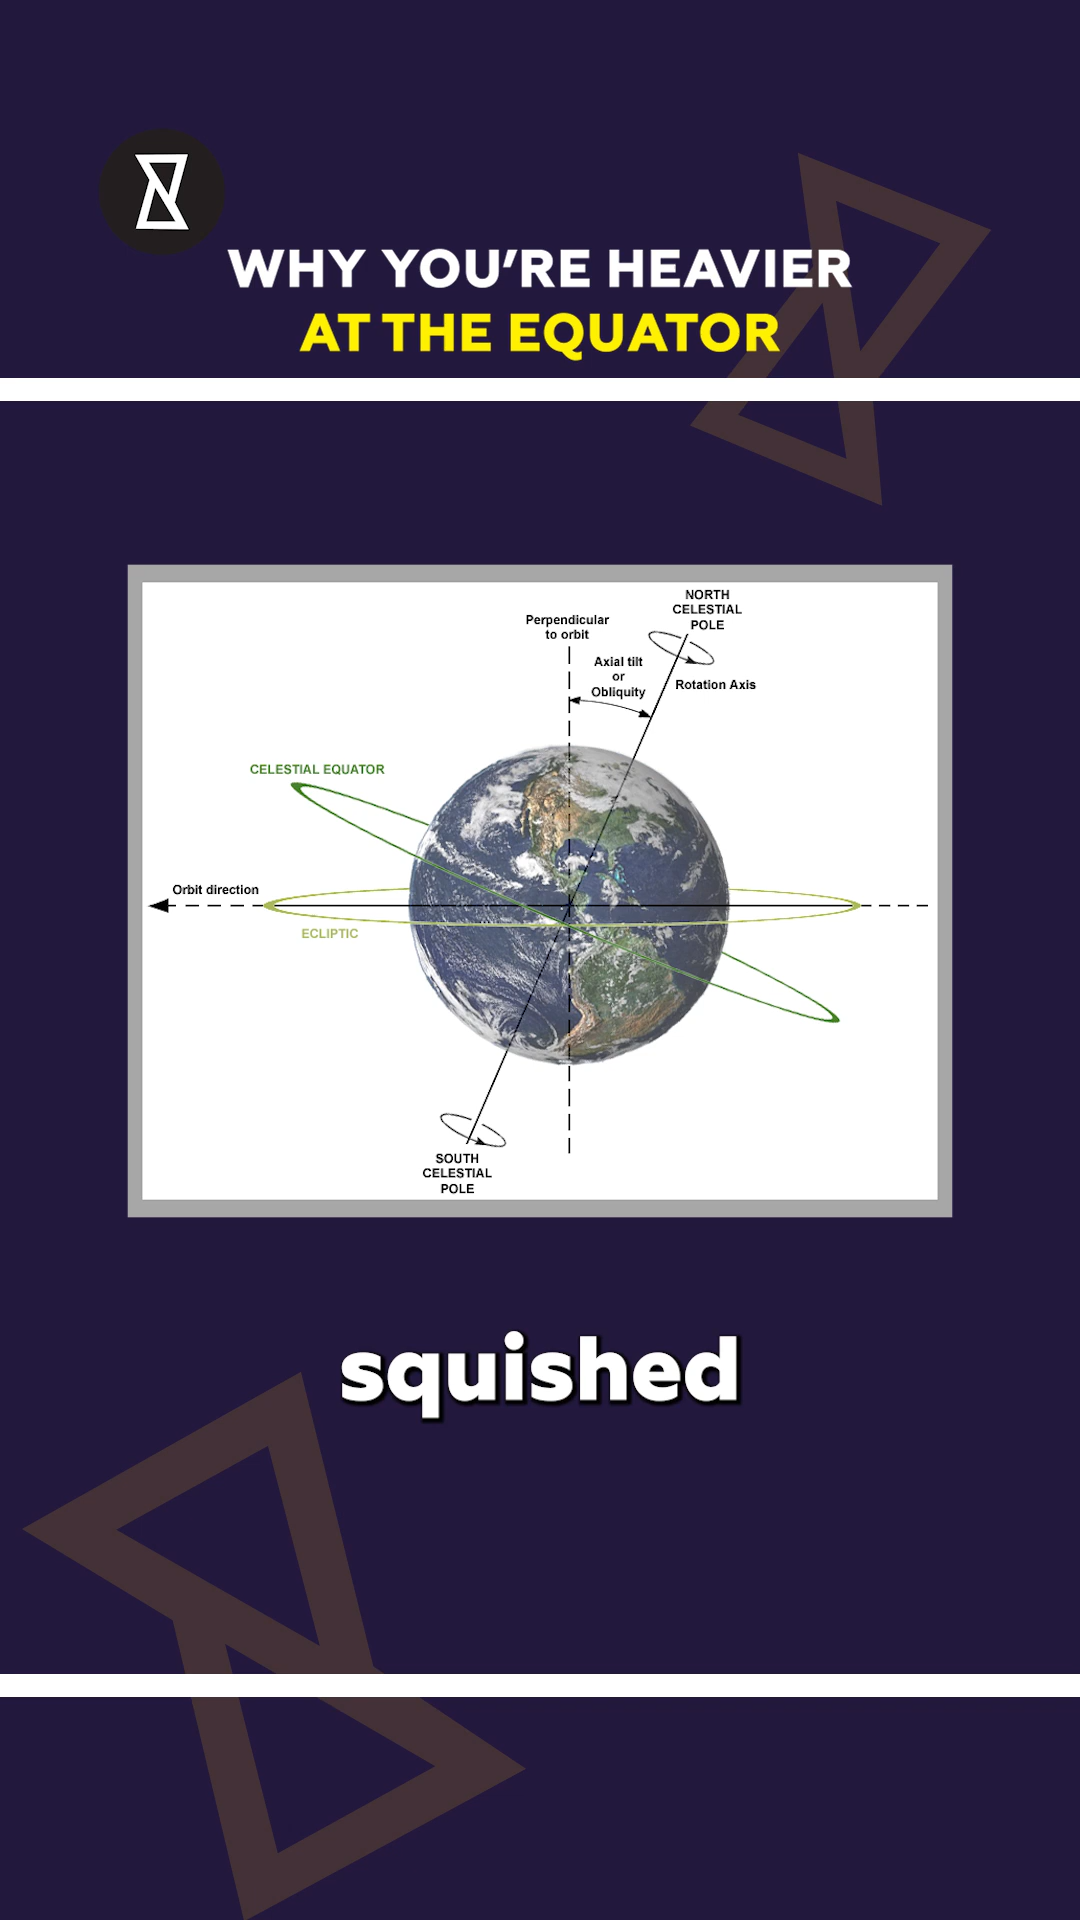 WHY YOU'RE HEAVIER
AT THE EQUATOR
NORTH
CELESTIAL
POLE
Perpendicular
to orbit
Axial tilt
or
Obliquity
Rotation Axis
CELESTIAL EQUATOR
Orbit direction
ECLIPTIC
SOUTH
CELESTIAL
POLE
squished